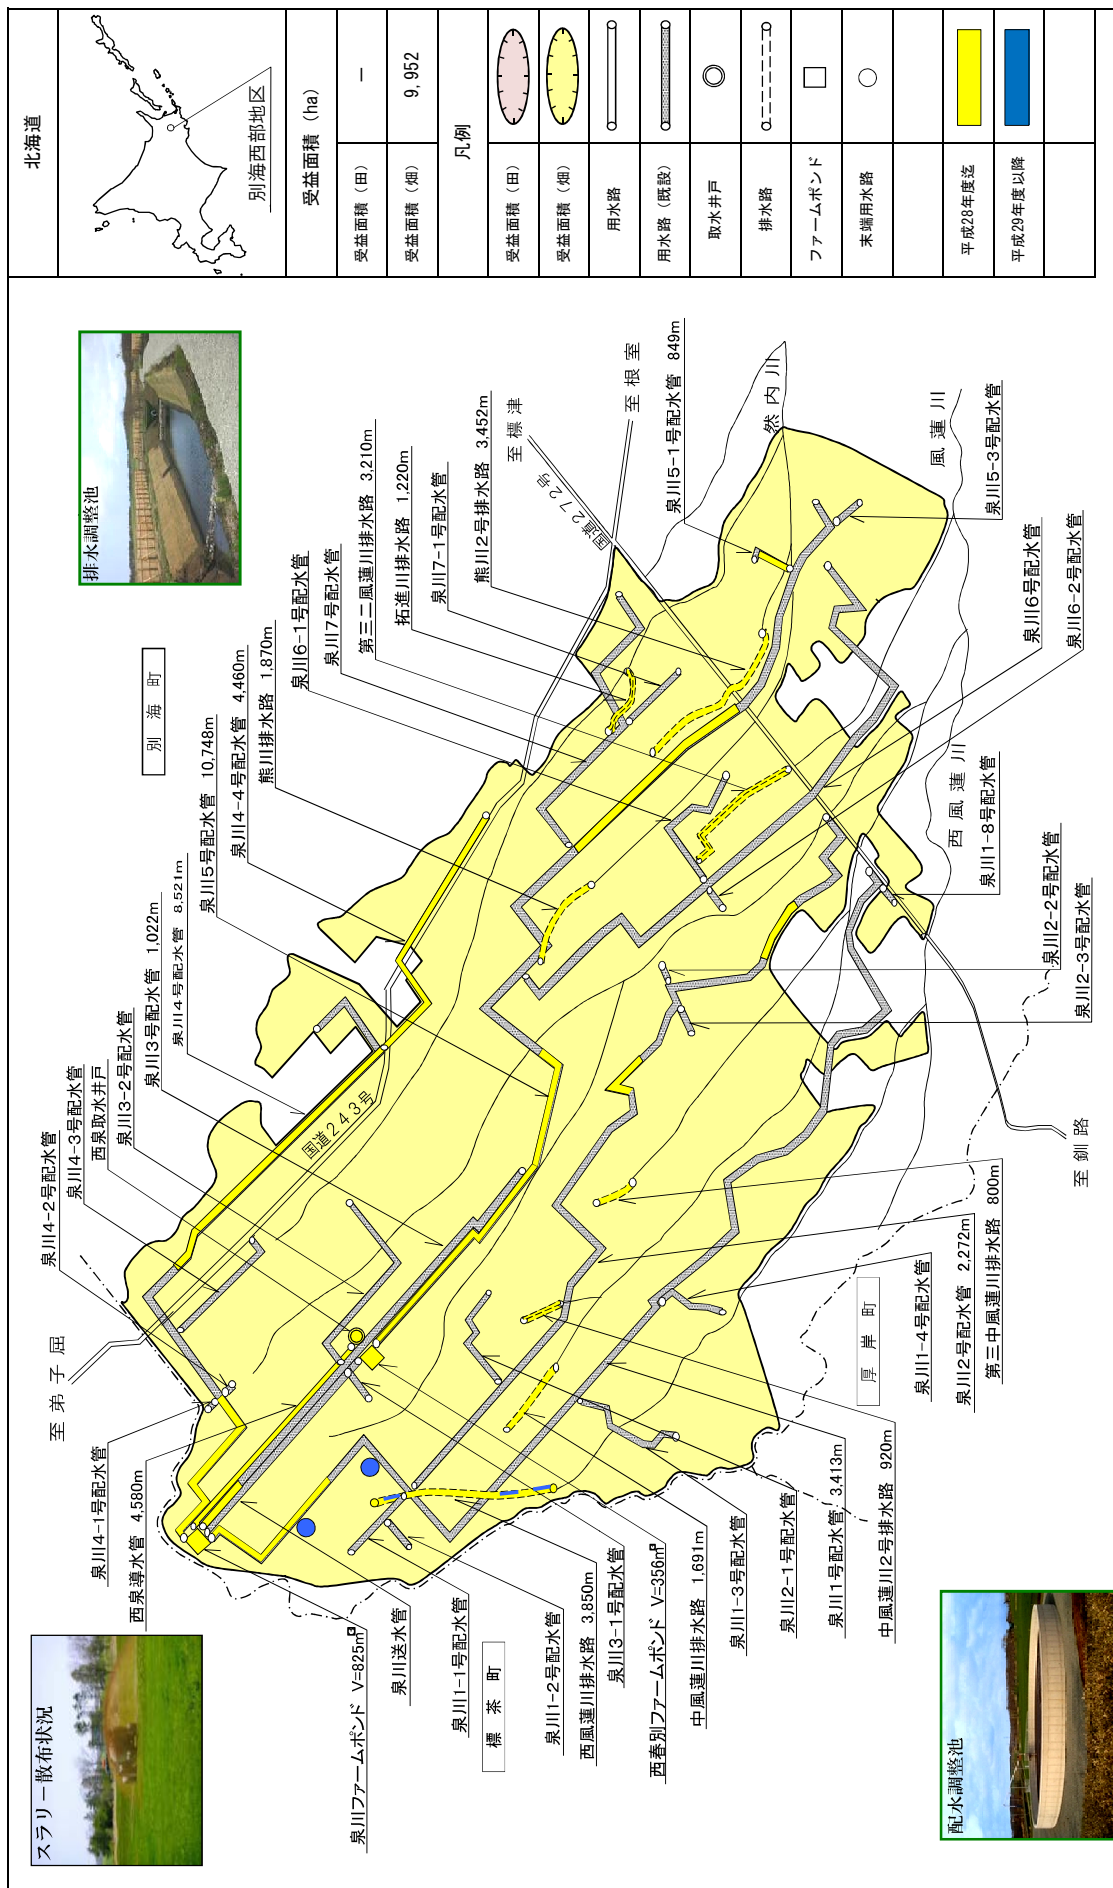 北海道
別海西部地区
受益面積（ha）
受益面積（田）
－
受益面積（畑）
9,952
凡例
受益面積（田）
受益面積（畑）
用水路
用水路（既設）
取水井戸
排水路
ファームポンド
末端用水路
平成28年度迄
平成29年度以降
排水調整池
別海町
スラリー散布状況
配水調整池
標茶町
厚岸町
至弟子屈
至標津
至根室
至釧路
国道243号
国道272号
然内川
風蓮川
西風蓮川
泉川4-1号配水管
西泉導水管 4,580m
泉川4-2号配水管
泉川4-3号配水管
西泉取水井戸
泉川3-2号配水管
泉川3号配水管 1,022m
泉川4号配水管 8,521m
泉川5号配水管 10,748m
泉川4-4号配水管 4,460m
熊川排水路 1,870m
泉川6-1号配水管
泉川7号配水管
第三二風蓮川排水路 3,210m
拓進川排水路 1,220m
泉川7-1号配水管
熊川2号排水路 3,452m
泉川5-1号配水管 849m
泉川5-3号配水管
泉川6号配水管
泉川6-2号配水管
泉川1-8号配水管
泉川2-2号配水管
泉川2-3号配水管
泉川ファームポンド V=825m3
泉川送水管
泉川1-1号配水管
泉川1-2号配水管
西風蓮川排水路 3,850m
泉川3-1号配水管
西春別ファームポンド V=356m3
中風蓮川排水路 1,691m
泉川1-3号配水管
泉川2-1号配水管
泉川1号配水管 3,413m
中風蓮川2号排水路 920m
泉川1-4号配水管
泉川2号配水管 2,272m
第三中風連川排水路 800m